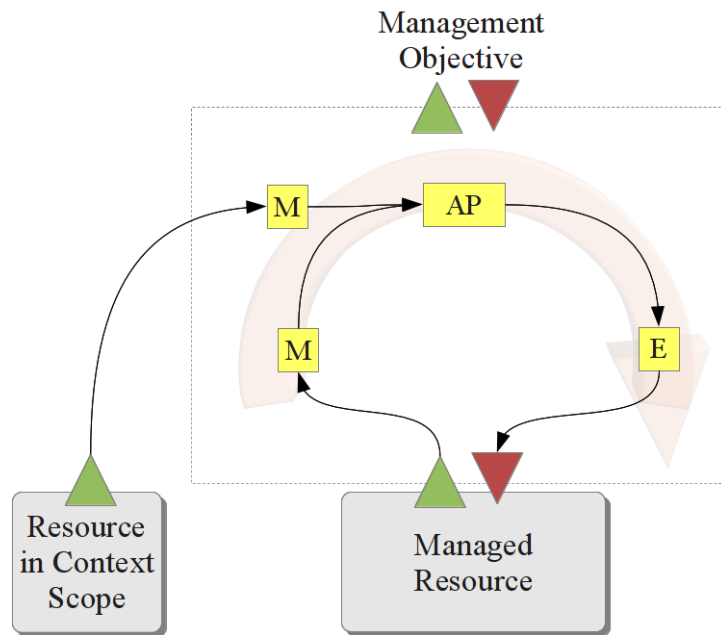 Management
Objective
M
AP
M
E
Resource
in Context
Scope
Managed
Resource